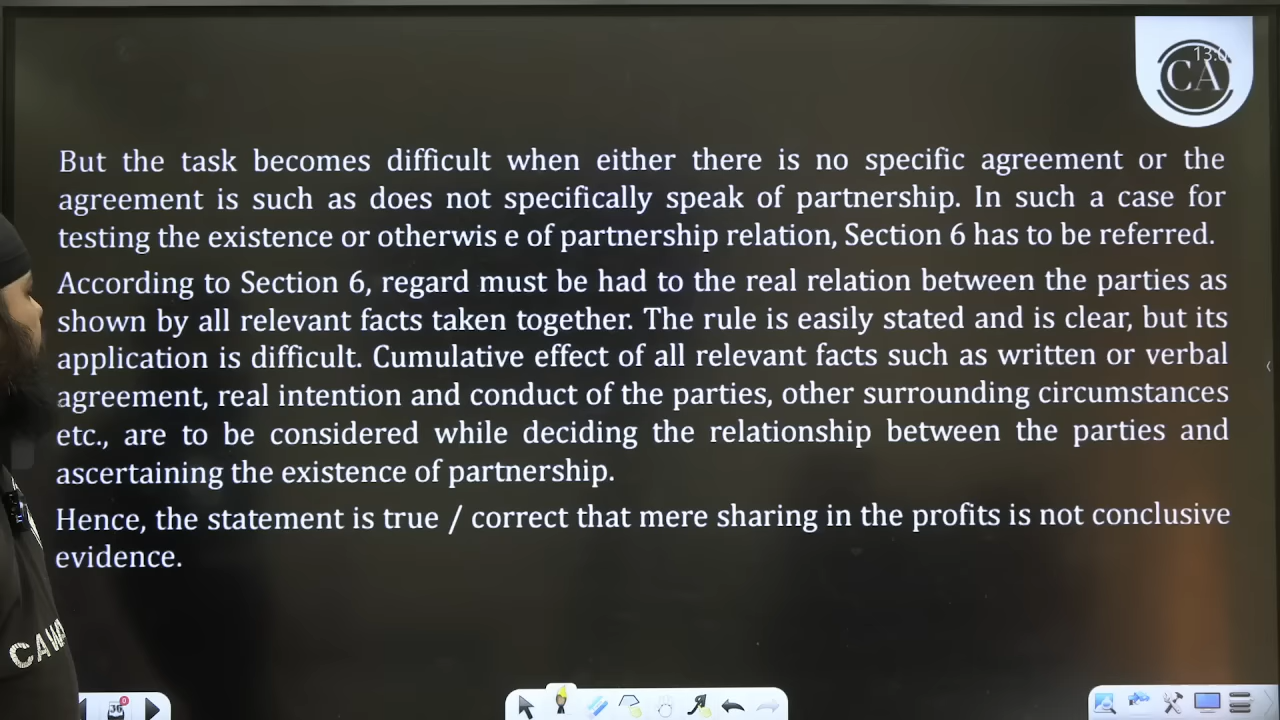 13:0
CA
But the task becomes difficult when either there is no specific agreement or the
agreement is such as does not specifically speak of partnership. In such a case for
testing the existence or otherwis e of partnership relation, Section 6 has to be referred.
According to Section 6, regard must be had to the real relation between the parties as
shown by all relevant facts taken together. The rule is easily stated and is clear, but its
application is difficult. Cumulative effect of all relevant facts such as written or verbal
agreement, real intention and conduct of the parties, other surrounding circumstances
etc., are to be considered while deciding the relationship between the parties and
ascertaining the existence of partnership.
Hence, the statement is true / correct that mere sharing in the profits is not conclusive
evidence.
CAWA